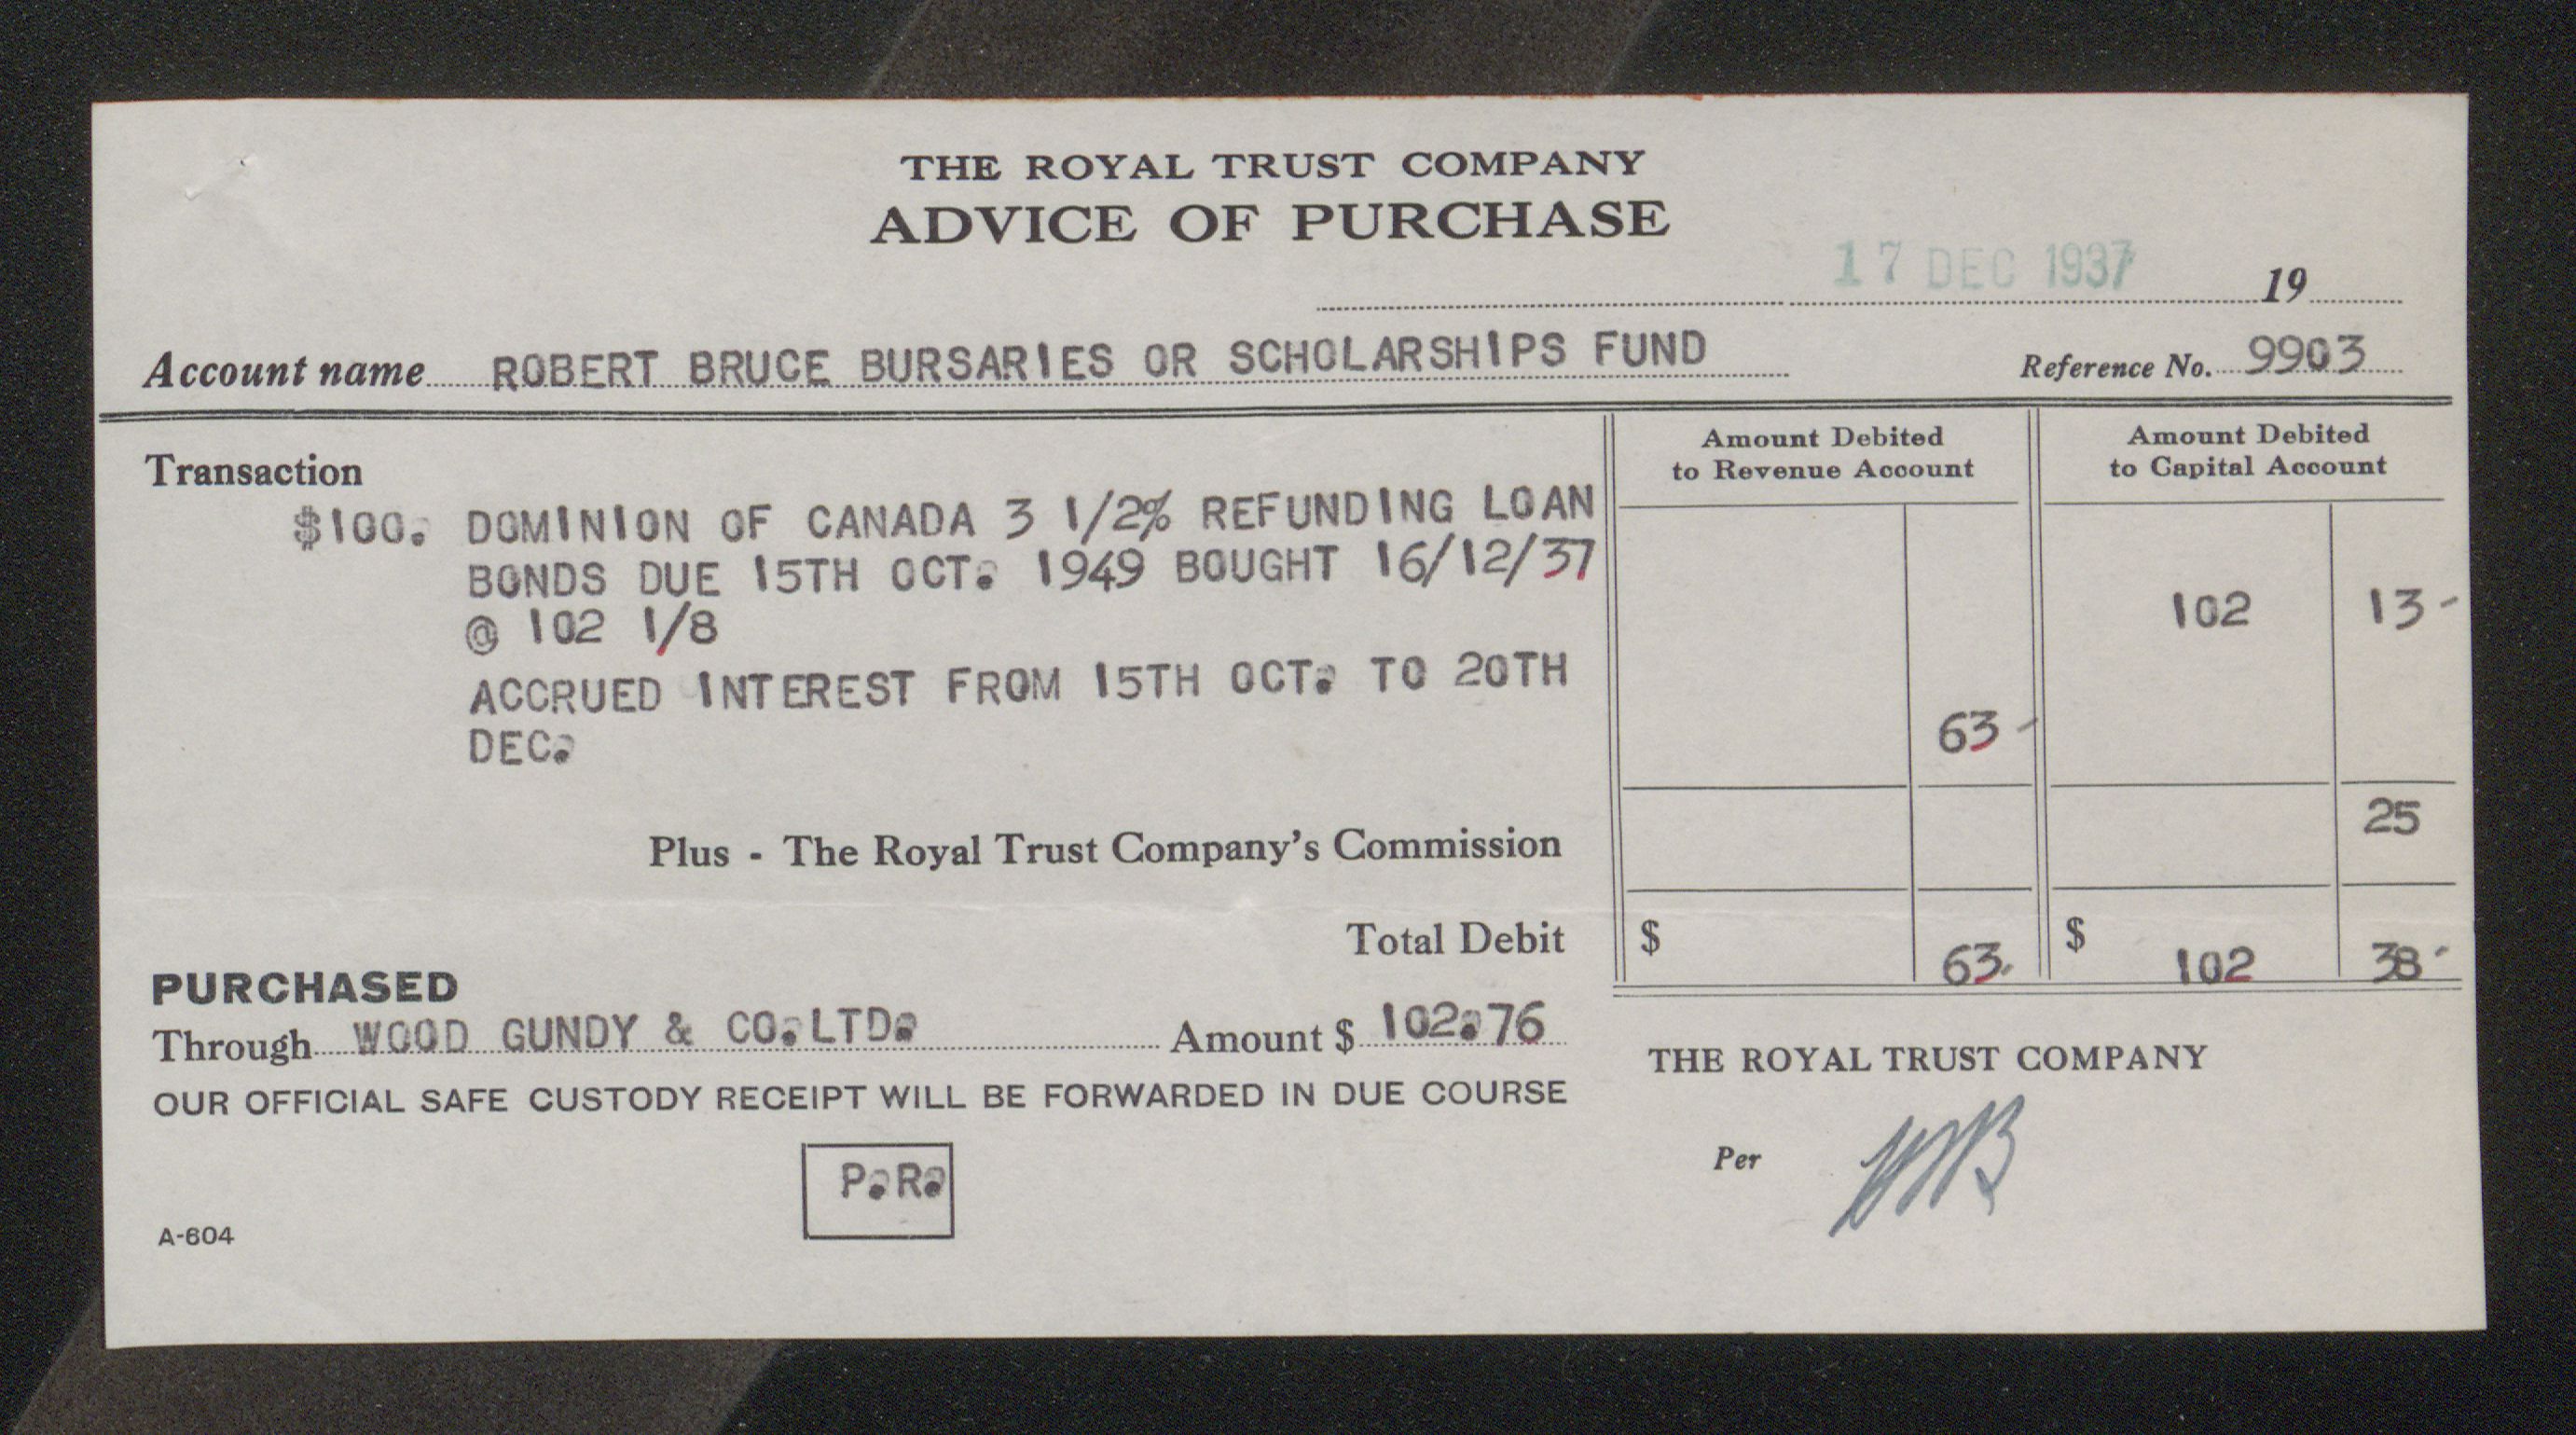 THE ROYAL TRUST COMPANY
ADVICE OF PURCHASE
17 DEC 1937 19
Account name ROBERT BRUCE BURSARIES OR SCHOLARSHIPS FUND Reference No. 9903
Amount Debited to Revenue Account
Amount Debited to Capital Account
Transaction
$100. DOMINION OF CANADA 3 1/2% REFUNDING LOAN
BONDS DUE 15TH OCT. 1949 BOUGHT 16/12/37
@ 102 1/8 102 13-
ACCRUED INTEREST FROM 15TH OCT. TO 20TH
DEC. 63-
Plus - The Royal Trust Company's Commission 25
Total Debit $ 63. $ 102 38-
PURCHASED
Through WOOD GUNDY & CO.LTD. Amount $ 102.76
OUR OFFICIAL SAFE CUSTODY RECEIPT WILL BE FORWARDED IN DUE COURSE
THE ROYAL TRUST COMPANY
Per
P.R.
A-604